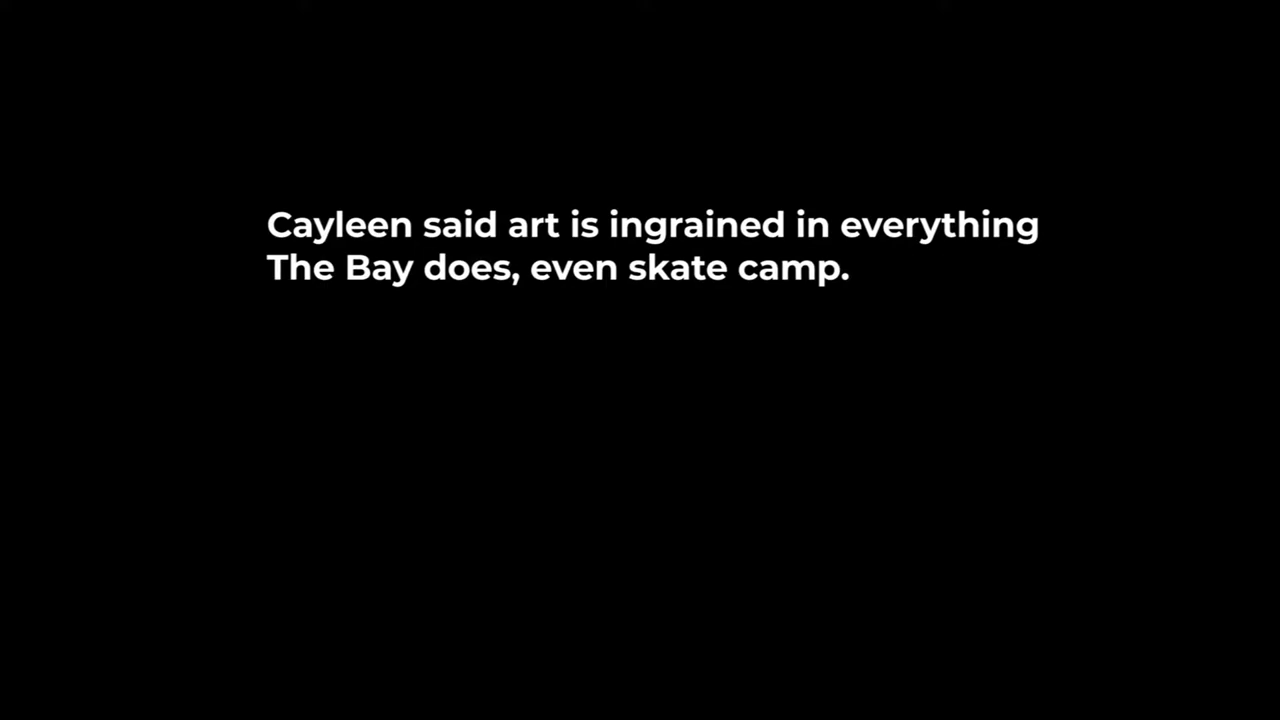 Cayleen said art is ingrained in everything
The Bay does, even skate camp.